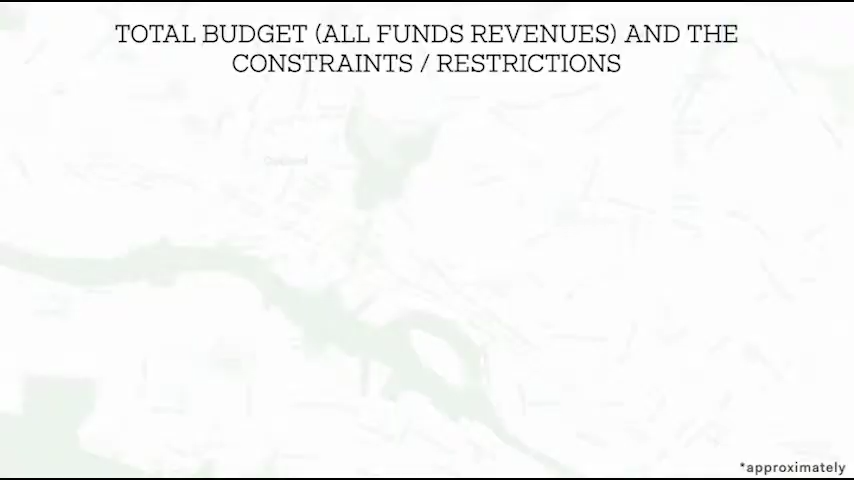 TOTAL BUDGET (ALL FUNDS REVENUES) AND THE
CONSTRAINTS / RESTRICTIONS
*approximately